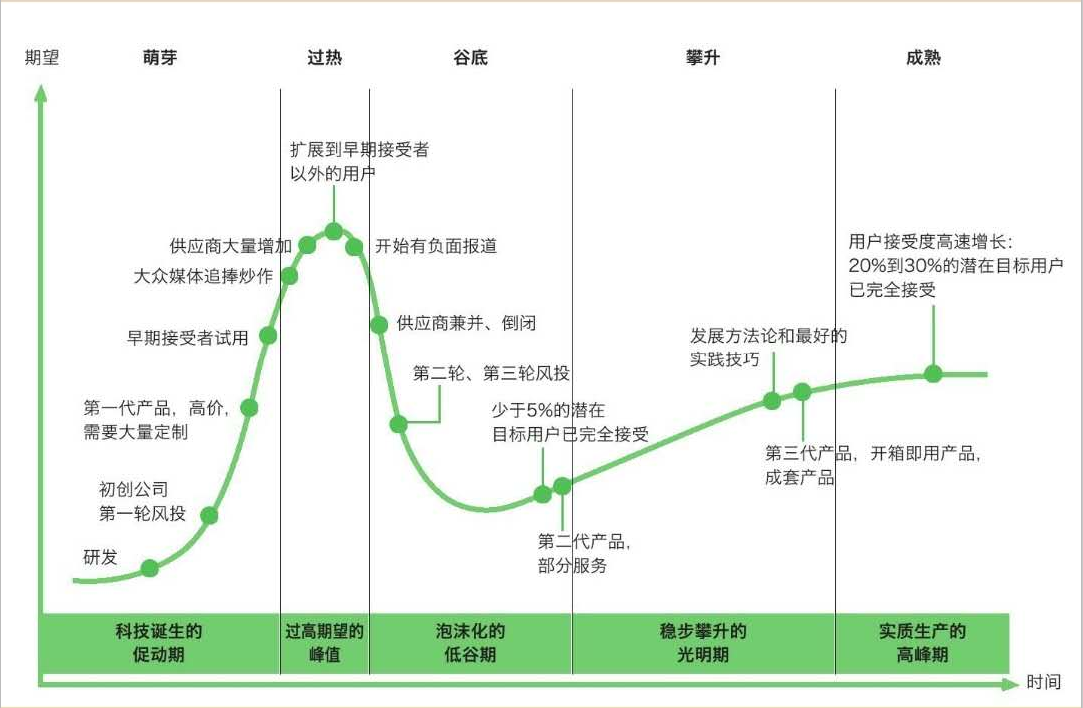 期望
萌芽
过热
谷底
攀升
成熟
扩展到早期接受者
以外的用户
供应商大量增加
开始有负面报道
大众媒体追捧炒作
早期接受者试用
供应商兼并、倒闭
第一代产品，高价，
需要大量定制
第二轮、第三轮风投
初创公司
第一轮风投
研发
少于5%的潜在
目标用户已完全接受
第二代产品，
部分服务
发展方法论和最好的
实践技巧
第三代产品，开箱即用产品，
成套产品
用户接受度高速增长：
20%到30%的潜在目标用户
已完全接受
科技诞生的
促动期
过高期望的
峰值
泡沫化的
低谷期
稳步攀升的
光明期
实质生产的
高峰期
时间